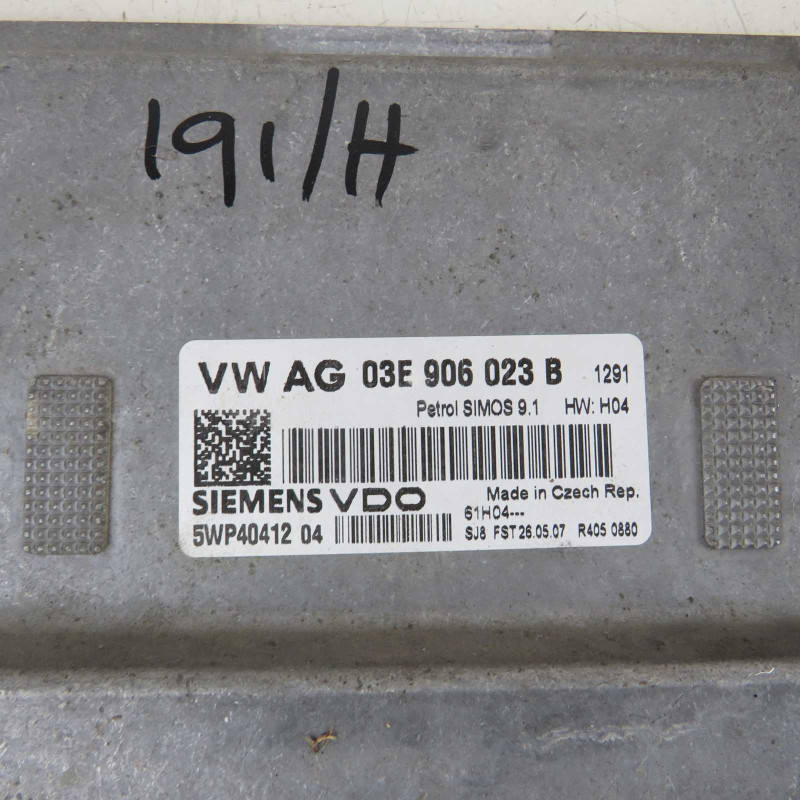 191/H
VW AG 03E 906 023 B 1291
Petrol SIMOS 9.1 HW: H04
SIEMENS VDO Made in Czech Rep.
61H04---
5WP40412 04 SJ8 FST 26.05.07 R405 0880